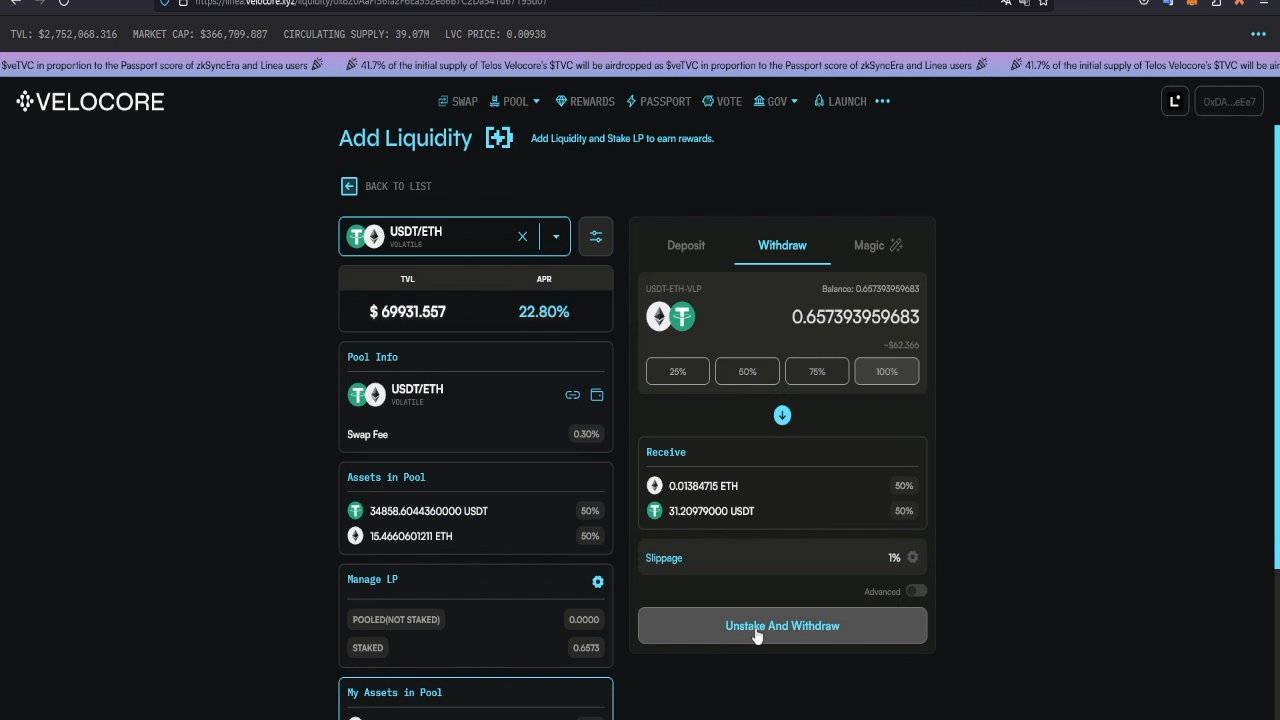 TVL: $2,752,068.316 MARKET CAP: $366,709.887 CIRCULATING SUPPLY: 39.07M LVC PRICE: 0.00938
$veTVC in proportion to the Passport score of zkSyncEra and Linea users 41.7% of the initial supply of Telos Velocore's $TVC will be airdropped as $veTVC in proportion to the Passport score of zkSyncEra and Linea users 41.7% of the initial supply of Telos Velocore's $TVC will be
VELOCORE SWAP POOL REWARDS PASSPORT VOTE GOV LAUNCH L 0xDA...eEe7
Add Liquidity Add Liquidity and Stake LP to earn rewards.
BACK TO LIST
USDT/ETH
VOLATILE
TVL APR
$ 69931.557 22.80%
Pool Info
USDT/ETH
VOLATILE
Swap Fee 0.30%
Assets in Pool
34858.6044360000 USDT 50%
15.4660601211 ETH 50%
Manage LP
POOLED(NOT STAKED) 0.0000
STAKED 0.6573
My Assets in Pool
Deposit Withdraw Magic
USDT-ETH-VLP Balance: 0.657393959683
0.657393959683
~$62.366
25% 50% 75% 100%
Receive
0.01384715 ETH 50%
31.20979000 USDT 50%
Slippage 1%
Advanced
Unstake And Withdraw